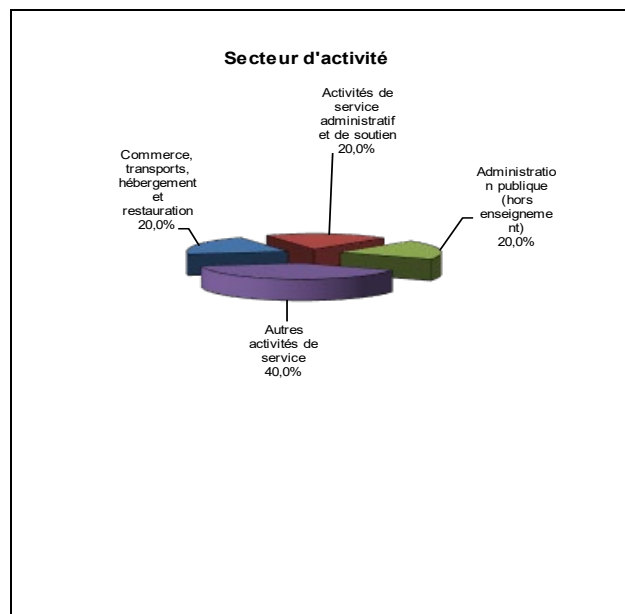 Secteur d'activité
Activités de
service
administratif
et de soutien
20,0%
Commerce,
transports,
hébergement
et
restauration
20,0%
Administratio
n publique
(hors
enseigneme
nt)
20,0%
Autres
activités de
service
40,0%